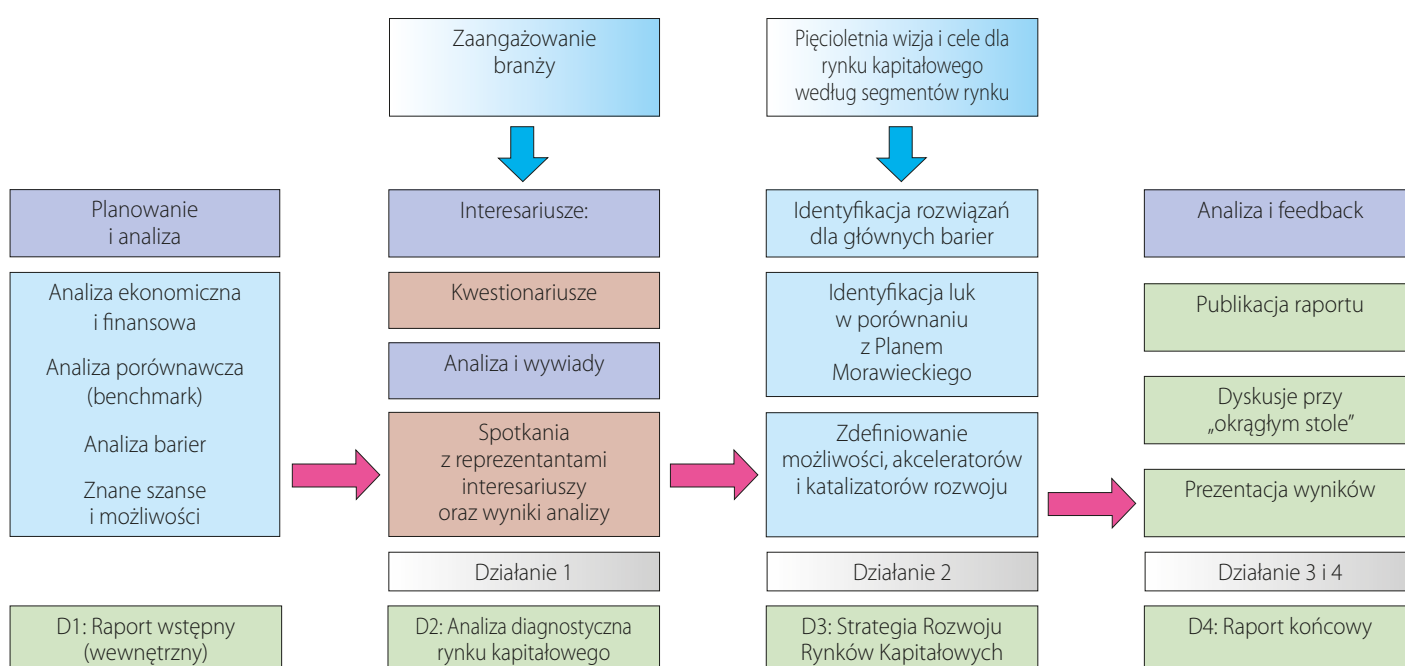 Zaangażowanie
branży
Pięcioletnia wizja i cele dla
rynku kapitałowego
według segmentów rynku
Planowanie
i analiza
Analiza ekonomiczna
i finansowa
Analiza porównawcza
(benchmark)
Analiza barier
Znane szanse
i możliwości
D1: Raport wstępny
(wewnętrzny)
Interesariusze:
Kwestionariusze
Analiza i wywiady
Spotkania
z reprezentantami
interesariuszy
oraz wyniki analizy
Działanie 1
D2: Analiza diagnostyczna
rynku kapitałowego
Identyfikacja rozwiązań
dla głównych barier
Identyfikacja luk
w porównaniu
z Planem
Morawieckiego
Zdefiniowanie
możliwości, akceleratorów
i katalizatorów rozwoju
Działanie 2
D3: Strategia Rozwoju
Rynków Kapitałowych
Analiza i feedback
Publikacja raportu
Dyskusje przy
„okrągłym stole”
Prezentacja wyników
Działanie 3 i 4
D4: Raport końcowy